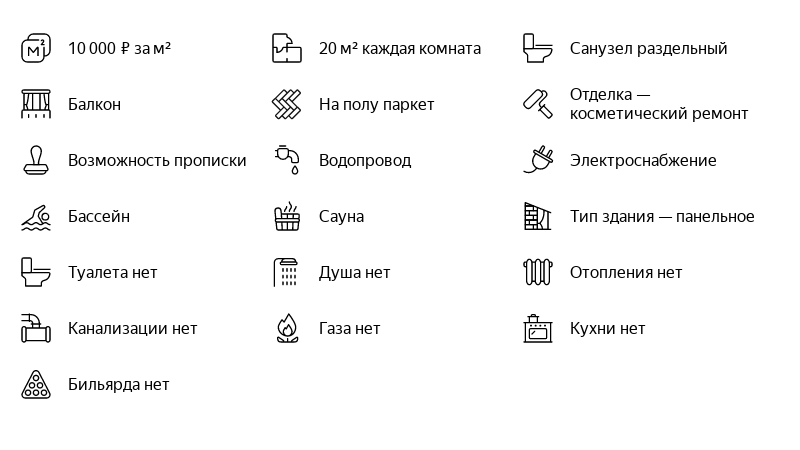 10 000 ₽ за м²
20 м² каждая комната
Санузел раздельный
Балкон
На полу паркет
Отделка —
косметический ремонт
Возможность прописки
Водопровод
Электроснабжение
Бассейн
Сауна
Тип здания — панельное
Туалета нет
Душа нет
Отопления нет
Канализации нет
Газа нет
Кухни нет
Бильярда нет